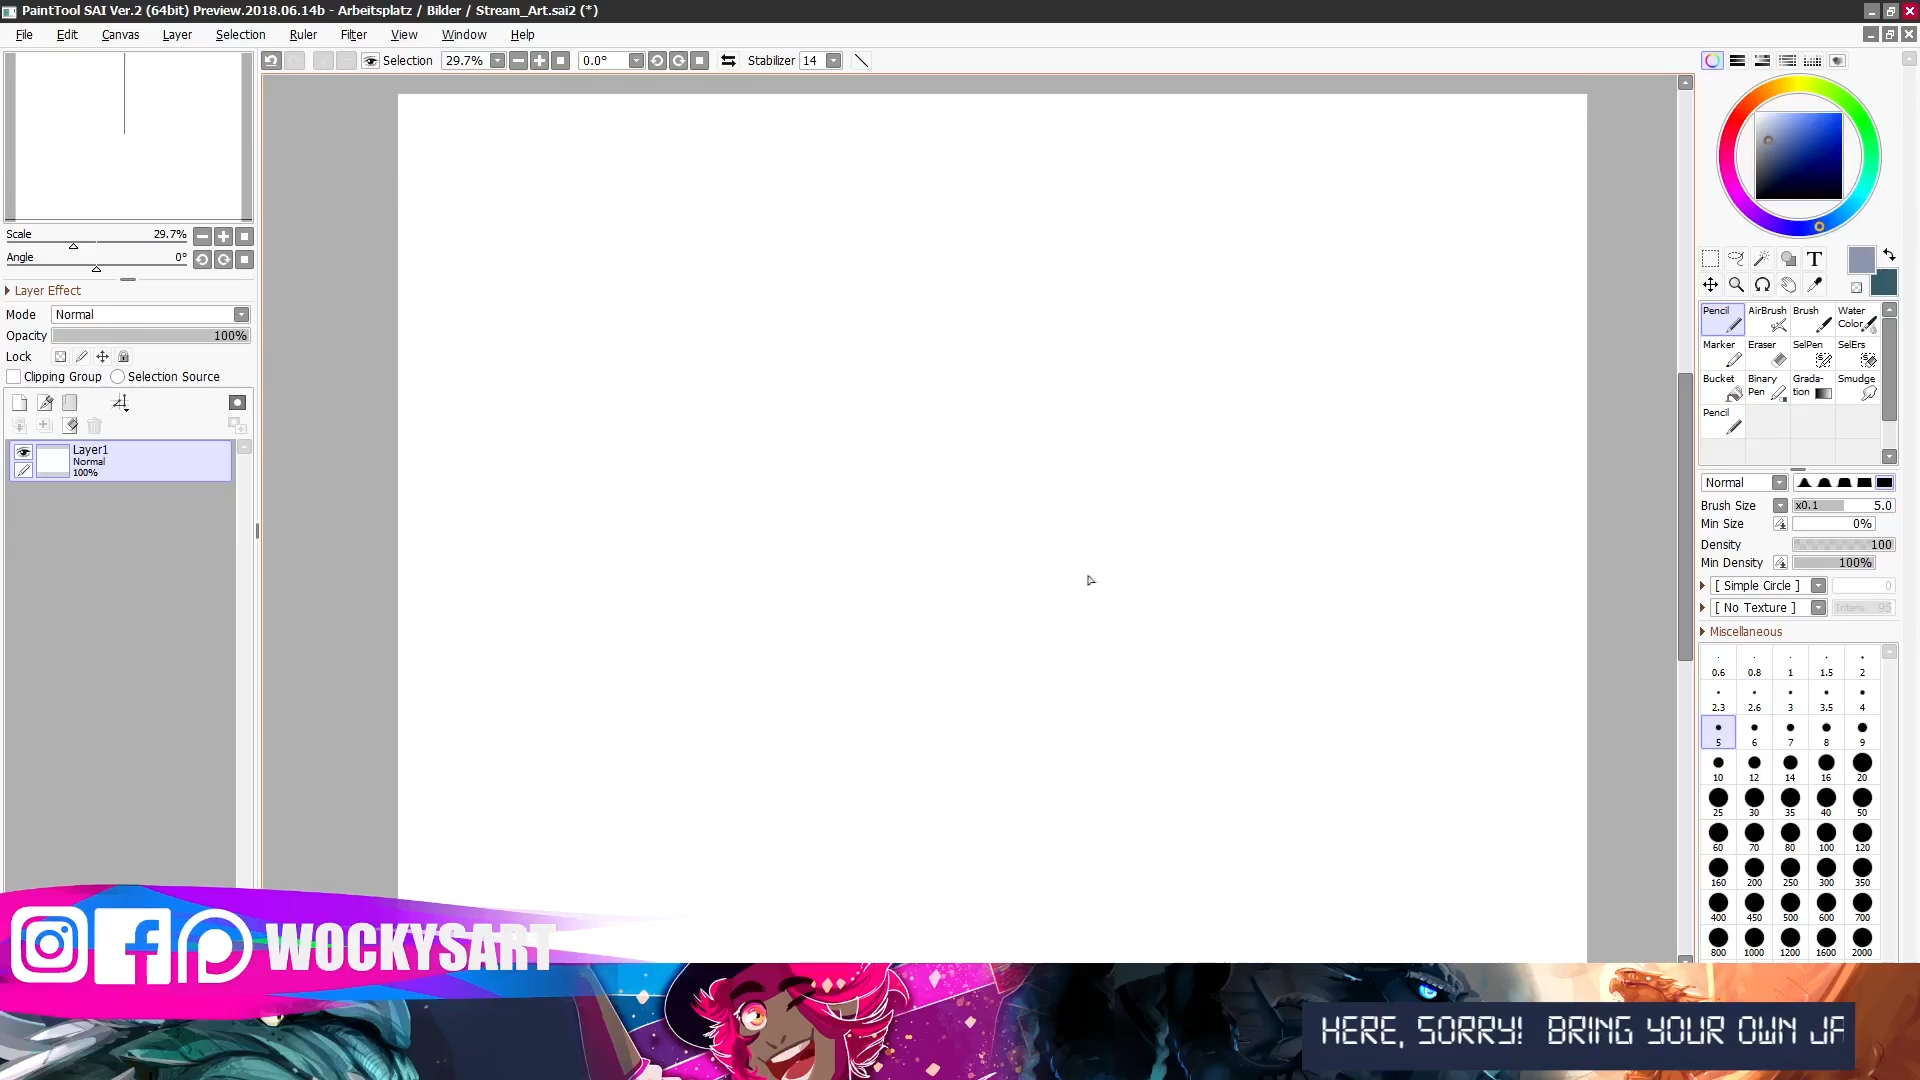 PaintTool SAI Ver.2 (64bit) Preview.2018.06.14b - Arbeitsplatz / Bilder / Stream_Art.sai2 (*)
File Edit Canvas Layer Selection Ruler Filter View Window Help
Selection 29.7% 0.0° Stabilizer 14
Scale 29.7%
Angle 0°
Layer Effect
Mode Normal
Opacity 100%
Lock
Clipping Group Selection Source
Layer1
Normal
100%
T
Pencil AirBrush Brush Water Color
Marker Eraser SelPen SelErs
Bucket Binary Pen Grada-tion Smudge
Pencil
Normal
Brush Size x0.1 5.0
Min Size 0%
Density 100
Min Density 100%
[ Simple Circle ] 0
[ No Texture ] Intens. 95
Miscellaneous
0.6 0.8 1 1.5 2
2.3 2.6 3 3.5 4
5 6 7 8 9
10 12 14 16 20
25 30 35 40 50
60 70 80 100 120
160 200 250 300 350
400 450 500 600 700
800 1000 1200 1600 2000
WOCKYSART
HERE, SORRY! BRING YOUR OWN JA